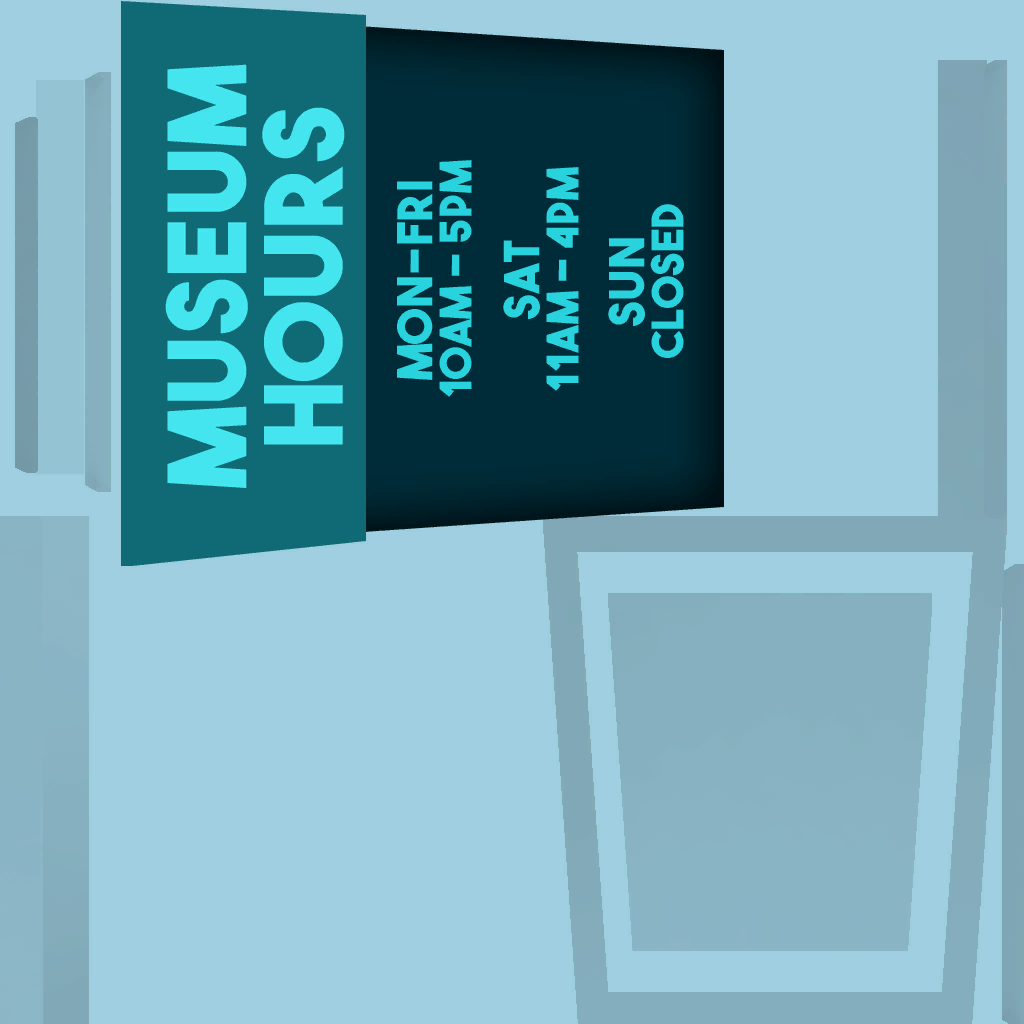 MUSEUM
HOURS
MON-FRI
10AM - 5PM
SAT
11AM - 4PM
SUN
CLOSED